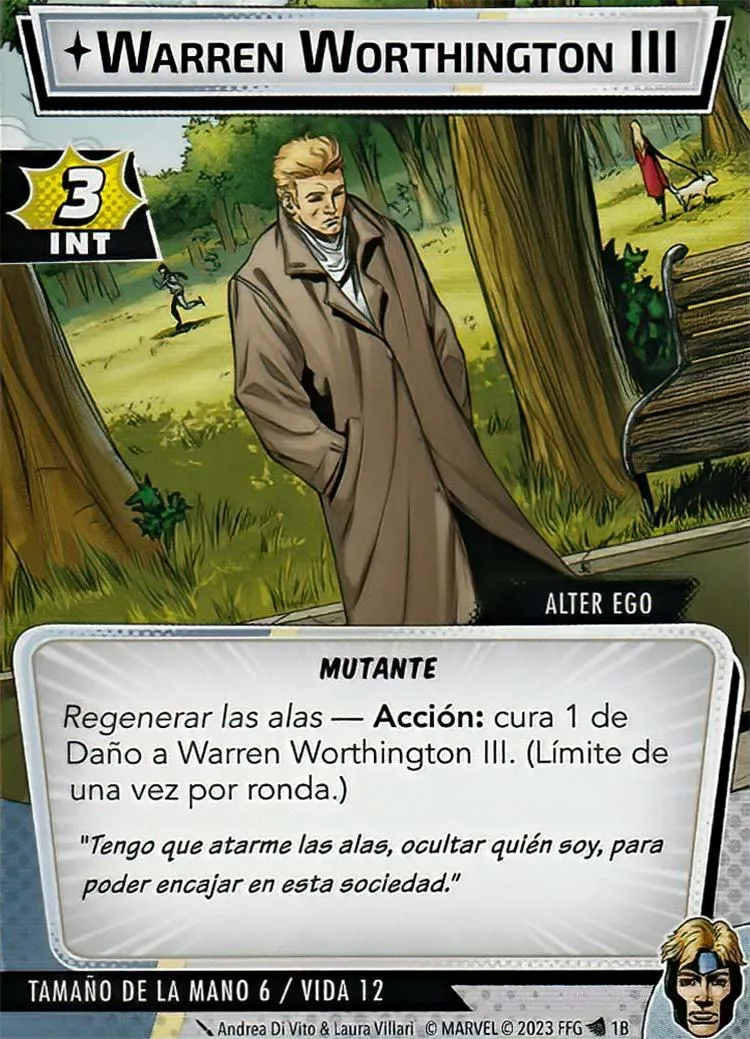 WARREN WORTHINGTON III
3
INT
ALTER EGO
MUTANTE
Regenerar las alas — Acción: cura 1 de
Daño a Warren Worthington III. (Límite de
una vez por ronda.)
"Tengo que atarme las alas, ocultar quién soy, para
poder encajar en esta sociedad."
TAMAÑO DE LA MANO 6 / VIDA 12
Andrea Di Vito & Laura Villari © MARVEL © 2023 FFG 1B